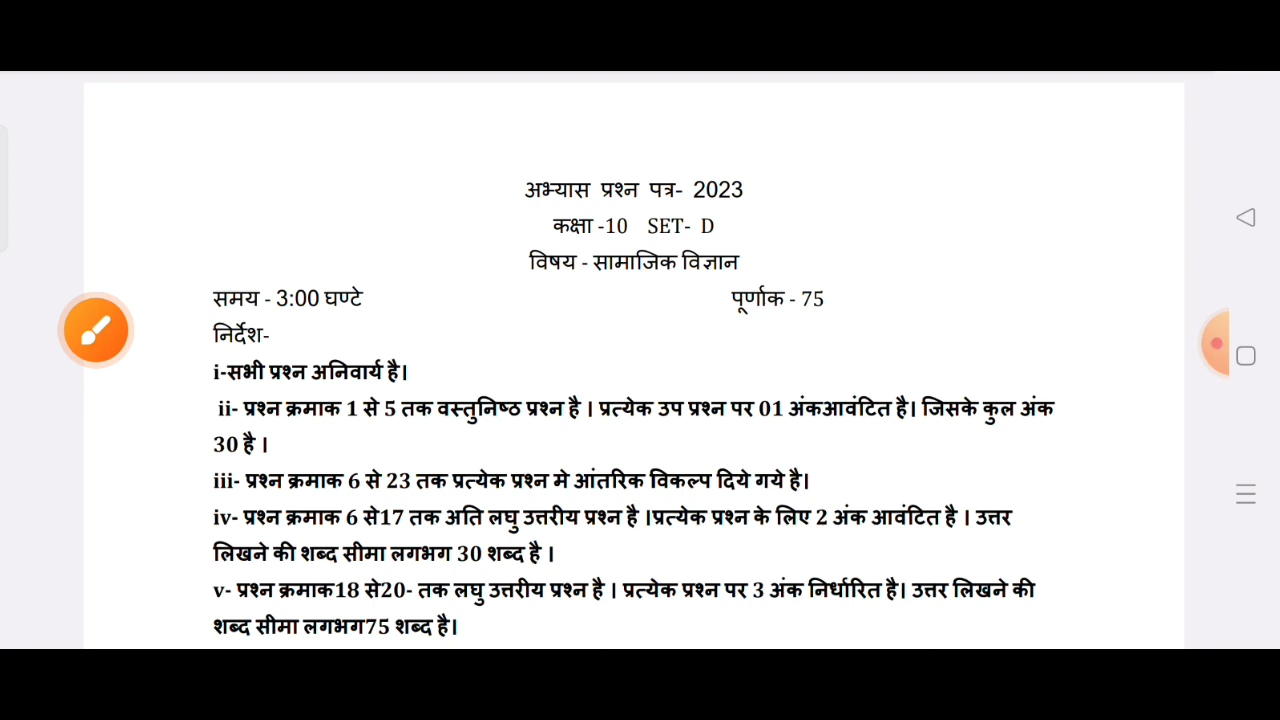 अभ्यास प्रश्न पत्र- 2023
कक्षा -10 SET- D
विषय - सामाजिक विज्ञान
समय - 3:00 घण्टे पूर्णाक - 75
निर्देश-
i-सभी प्रश्न अनिवार्य है।
ii- प्रश्न क्रमाक 1 से 5 तक वस्तुनिष्ठ प्रश्न है । प्रत्येक उप प्रश्न पर 01 अंकआवंटित है। जिसके कुल अंक
30 है ।
iii- प्रश्न क्रमाक 6 से 23 तक प्रत्येक प्रश्न मे आंतरिक विकल्प दिये गये है।
iv- प्रश्न क्रमाक 6 से17 तक अति लघु उत्तरीय प्रश्न है ।प्रत्येक प्रश्न के लिए 2 अंक आवंटित है । उत्तर
लिखने की शब्द सीमा लगभग 30 शब्द है ।
v- प्रश्न क्रमाक18 से20- तक लघु उत्तरीय प्रश्न है । प्रत्येक प्रश्न पर 3 अंक निर्धारित है। उत्तर लिखने की
शब्द सीमा लगभग75 शब्द है।